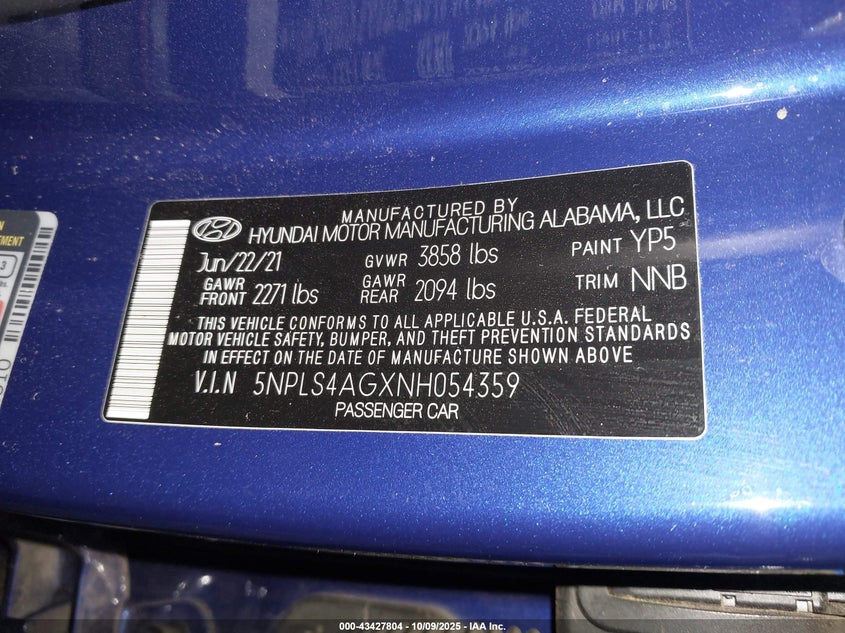 MANUFACTURED BY
HYUNDAI MOTOR MANUFACTURING ALABAMA, LLC
Jun/22/21 GVWR 3858 lbs PAINT YP5
GAWR FRONT 2271 lbs GAWR REAR 2094 lbs TRIM NNB
THIS VEHICLE CONFORMS TO ALL APPLICABLE U.S.A. FEDERAL
MOTOR VEHICLE SAFETY, BUMPER, AND THEFT PREVENTION STANDARDS
IN EFFECT ON THE DATE OF MANUFACTURE SHOWN ABOVE
V.I.N 5NPLS4AGXNH054359
PASSENGER CAR
000-43427804 - 10/09/2025 - IAA Inc.